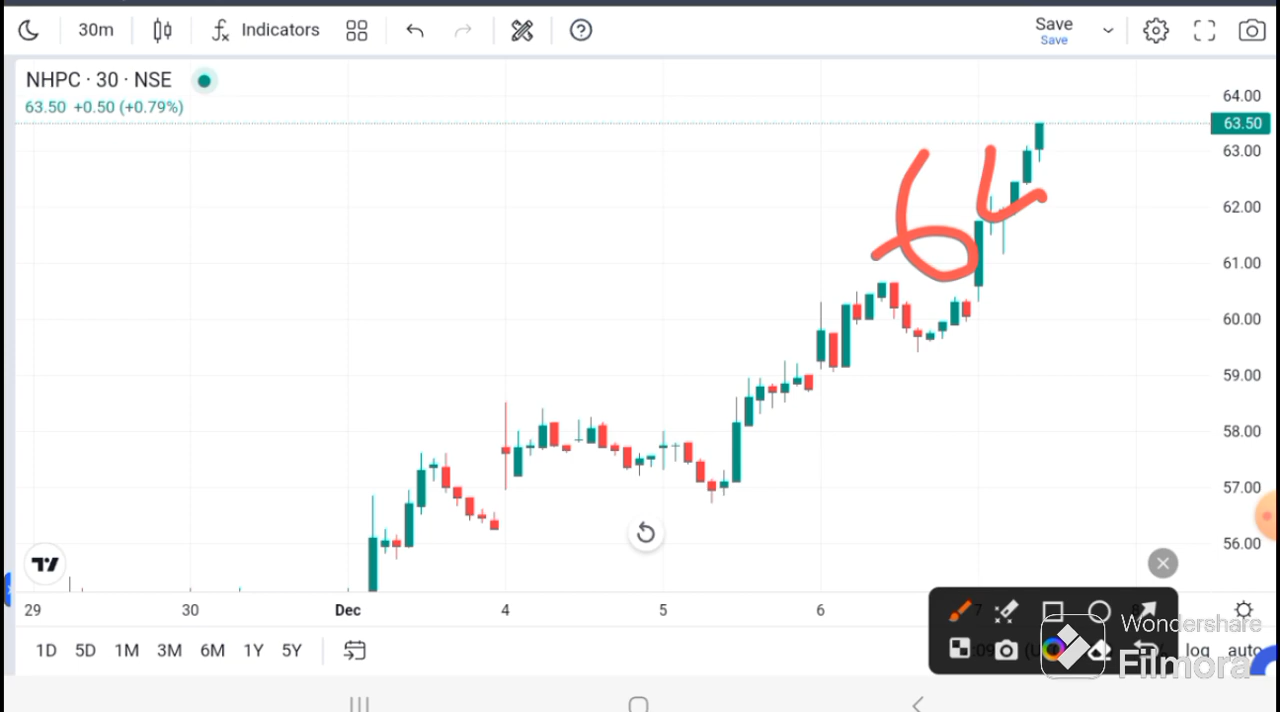 30m Indicators Save
Save
NHPC · 30 · NSE
63.50 +0.50 (+0.79%)
64.00
63.50
63.00
62.00
61.00
60.00
59.00
58.00
57.00
56.00
64
29 30 Dec 4 5 6 7
1D 5D 1M 3M 6M 1Y 5Y log auto
Wondershare
Filmora